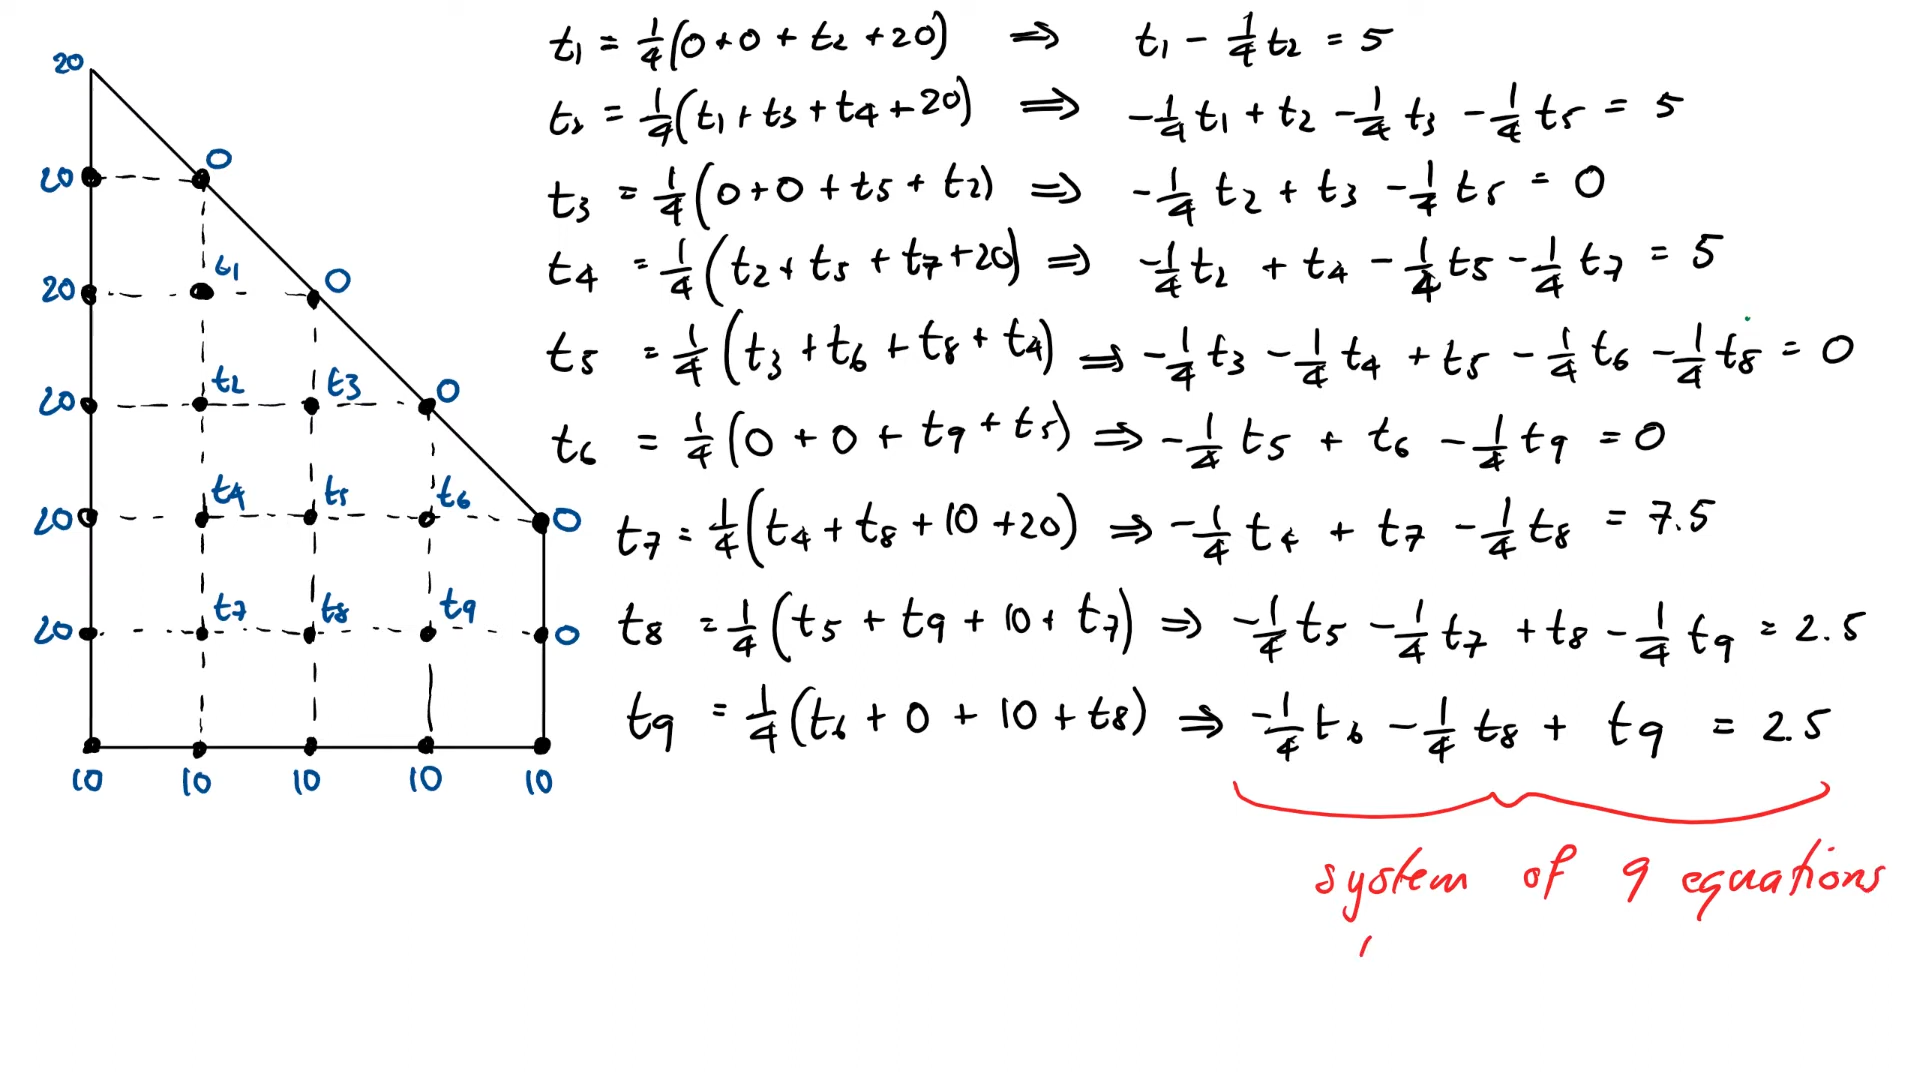 20
20
0
20
t1
0
20
t2
t3
0
20
t4
t5
t6
0
20
t7
t8
t9
0
10 10 10 10 10
t1 = 1/4(0+0+t2+20) ⇒ t1 - 1/4 t2 = 5
t2 = 1/4(t1+t3+t4+20) ⇒ -1/4 t1 + t2 - 1/4 t3 - 1/4 t5 = 5
t3 = 1/4(0+0+t5+t2) ⇒ -1/4 t2 + t3 - 1/4 t5 = 0
t4 = 1/4(t2+t5+t7+20) ⇒ -1/4 t2 + t4 - 1/4 t5 - 1/4 t7 = 5
t5 = 1/4(t3+t6+t8+t4) ⇒ -1/4 t3 - 1/4 t4 + t5 - 1/4 t6 - 1/4 t8 = 0
t6 = 1/4(0+0+t9+t5) ⇒ -1/4 t5 + t6 - 1/4 t9 = 0
t7 = 1/4(t4+t8+10+20) ⇒ -1/4 t4 + t7 - 1/4 t8 = 7.5
t8 = 1/4(t5+t9+10+t7) ⇒ -1/4 t5 - 1/4 t7 + t8 - 1/4 t9 = 2.5
t9 = 1/4(t6+0+10+t8) ⇒ -1/4 t6 - 1/4 t8 + t9 = 2.5
system of 9 equations